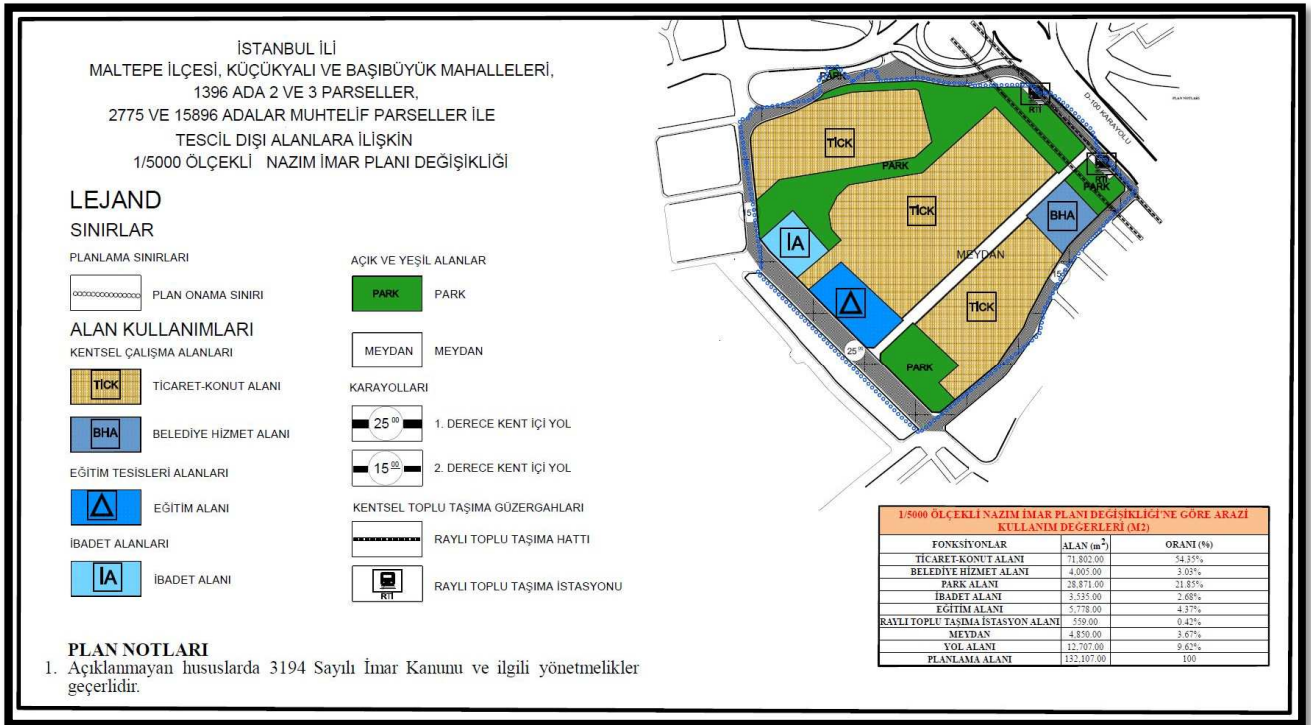 İSTANBUL İLİ
MALTEPE İLÇESİ, KÜÇÜKYALI VE BAŞIBÜYÜK MAHALLELERİ,
1396 ADA 2 VE 3 PARSELLER,
2775 VE 15896 ADALAR MUHTELİF PARSELLER İLE
TESCİL DIŞI ALANLARA İLİŞKİN
1/5000 ÖLÇEKLİ NAZIM İMAR PLANI DEĞİŞİKLİĞİ
LEJAND
SINIRLAR
PLANLAMA SINIRLARI
PLAN ONAMA SINIRI
ALAN KULLANIMLARI
KENTSEL ÇALIŞMA ALANLARI
TİCK TİCARET-KONUT ALANI
BHA BELEDİYE HİZMET ALANI
EĞİTİM TESİSLERİ ALANLARI
EĞİTİM ALANI
İBADET ALANLARI
İA İBADET ALANI
AÇIK VE YEŞİL ALANLAR
PARK PARK
MEYDAN MEYDAN
KARAYOLLARI
25 00 1. DERECE KENT İÇİ YOL
15 00 2. DERECE KENT İÇİ YOL
KENTSEL TOPLU TAŞIMA GÜZERGAHLARI
RAYLI TOPLU TAŞIMA HATTI
RTİ RAYLI TOPLU TAŞIMA İSTASYONU
PLAN NOTLARI
1. Açıklanmayan hususlarda 3194 Sayılı İmar Kanunu ve ilgili yönetmelikler
geçerlidir.
PARK
RTİ
D-100 KARAYOLU
PLAN NOTLARI
TİCK
PARK
RTİ
PARK
TİCK
BHA
15
İA
MEYDAN
15
TİCK
25 00
PARK
1/5000 ÖLÇEKLİ NAZIM İMAR PLANI DEĞİŞİKLİĞİ'NE GÖRE ARAZİ
KULLANIM DEĞERLERİ (M2)
FONKSİYONLAR ALAN (m2) ORANI (%)
TİCARET-KONUT ALANI 71,802.00 54.35%
BELEDİYE HİZMET ALANI 4,005.00 3.03%
PARK ALANI 28,871.00 21.85%
İBADET ALANI 3,535.00 2.68%
EĞİTİM ALANI 5,778.00 4.37%
RAYLI TOPLU TAŞIMA İSTASYON ALANI 559.00 0.42%
MEYDAN 4,850.00 3.67%
YOL ALANI 12,707.00 9.62%
PLANLAMA ALANI 132,107.00 100